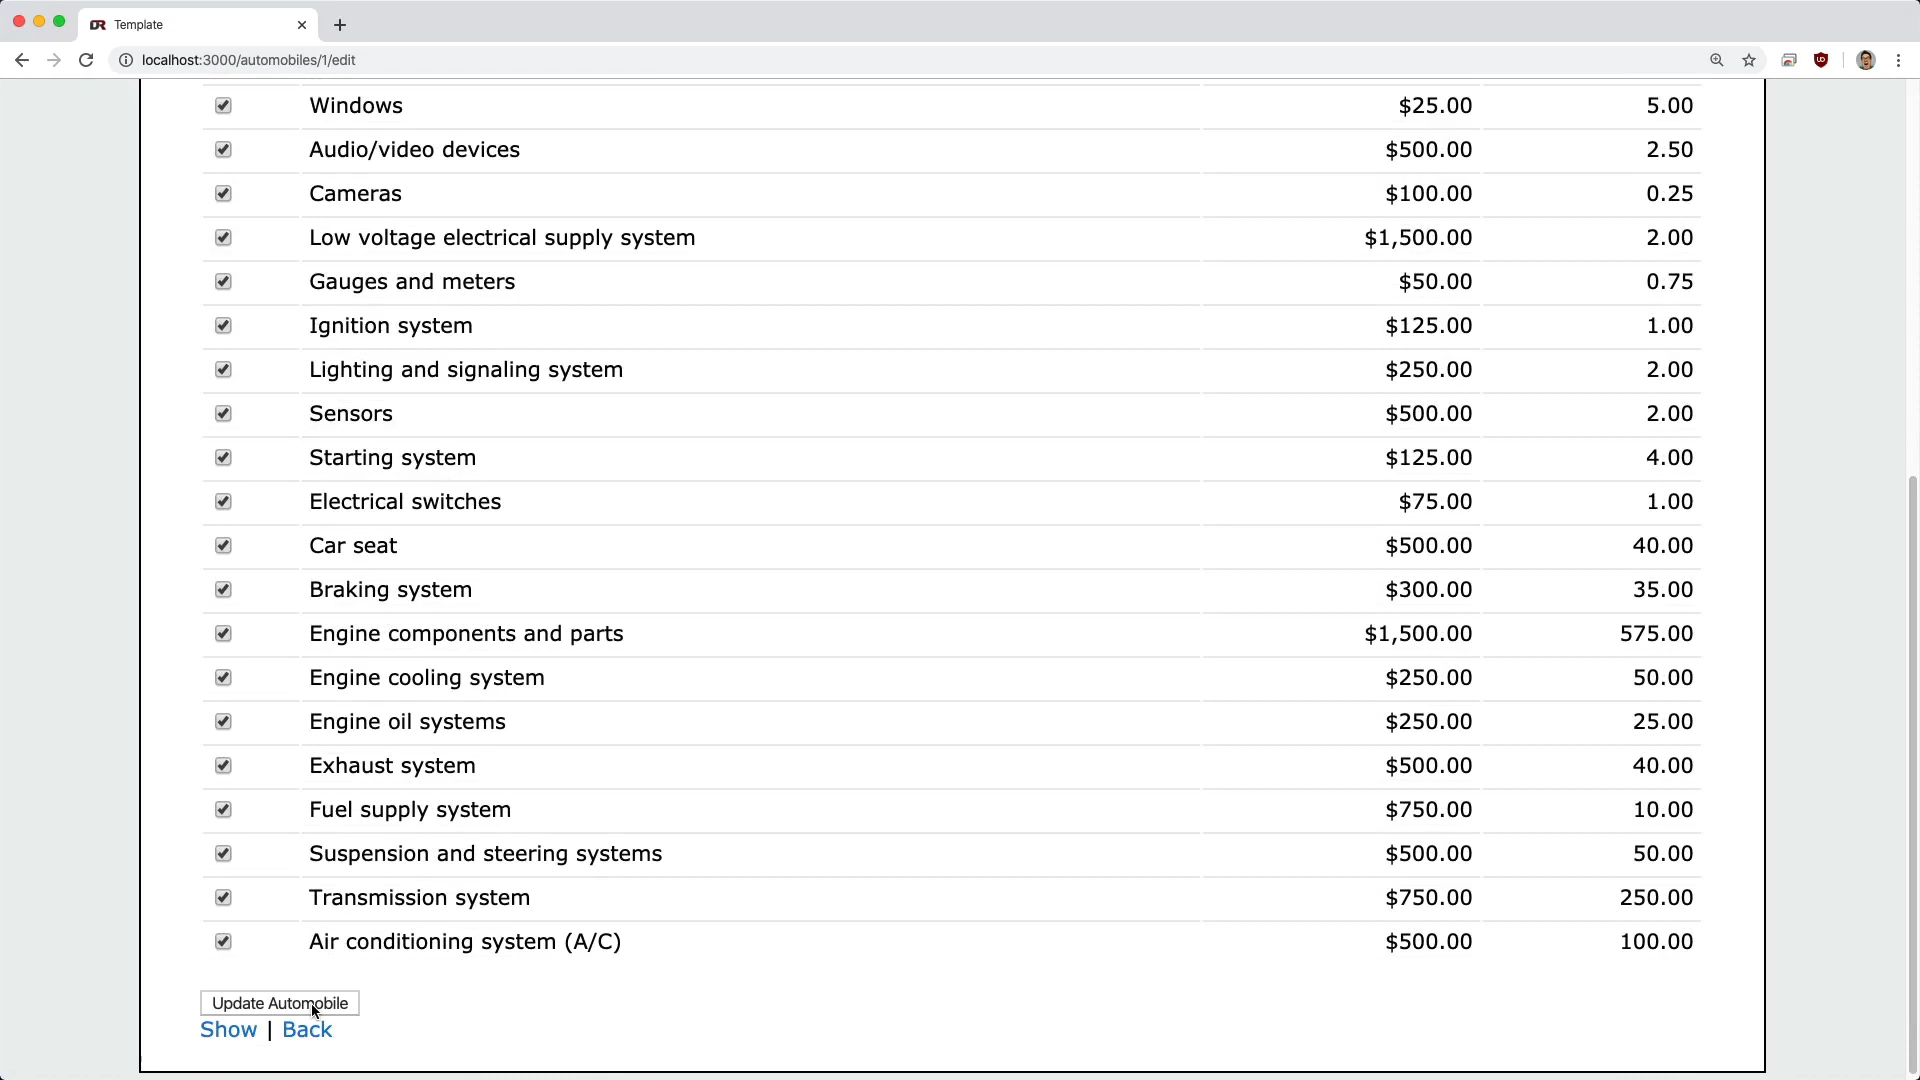 Template
localhost:3000/automobiles/1/edit
Windows $25.00 5.00
Audio/video devices $500.00 2.50
Cameras $100.00 0.25
Low voltage electrical supply system $1,500.00 2.00
Gauges and meters $50.00 0.75
Ignition system $125.00 1.00
Lighting and signaling system $250.00 2.00
Sensors $500.00 2.00
Starting system $125.00 4.00
Electrical switches $75.00 1.00
Car seat $500.00 40.00
Braking system $300.00 35.00
Engine components and parts $1,500.00 575.00
Engine cooling system $250.00 50.00
Engine oil systems $250.00 25.00
Exhaust system $500.00 40.00
Fuel supply system $750.00 10.00
Suspension and steering systems $500.00 50.00
Transmission system $750.00 250.00
Air conditioning system (A/C) $500.00 100.00
Update Automobile
Show | Back